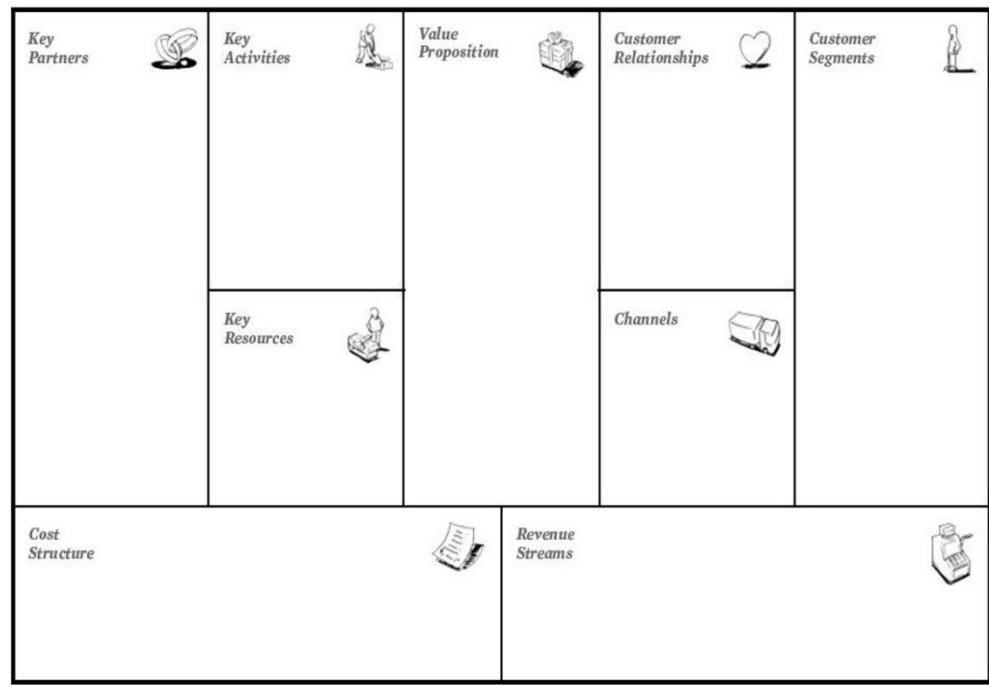 Key
Partners
Key
Activities
Value
Proposition
Customer
Relationships
Customer
Segments
Key
Resources
Channels
Cost
Structure
Revenue
Streams